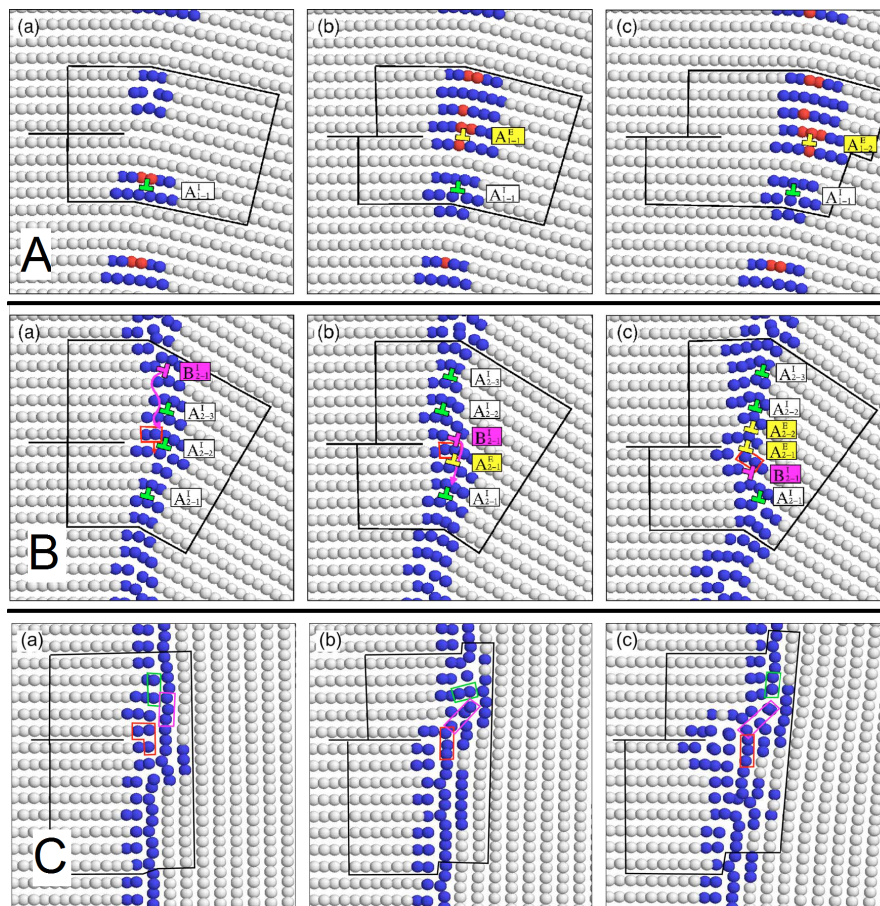 (a) (b) (c)
A^E_{1-1} A^E_{1-2}
A^I_{1-1} A^I_{1-1} A^I_{1-1}
A
(a) (b) (c)
B^I_{2-1} A^I_{2-3} A^I_{2-3}
A^I_{2-3} A^I_{2-2} A^I_{2-2}
A^I_{2-2} B^I_{2-1} A^E_{2-2}
A^E_{2-1} A^E_{2-1}
B^I_{2-1}
A^I_{2-1} A^I_{2-1} A^I_{2-1}
B
(a) (b) (c)
C